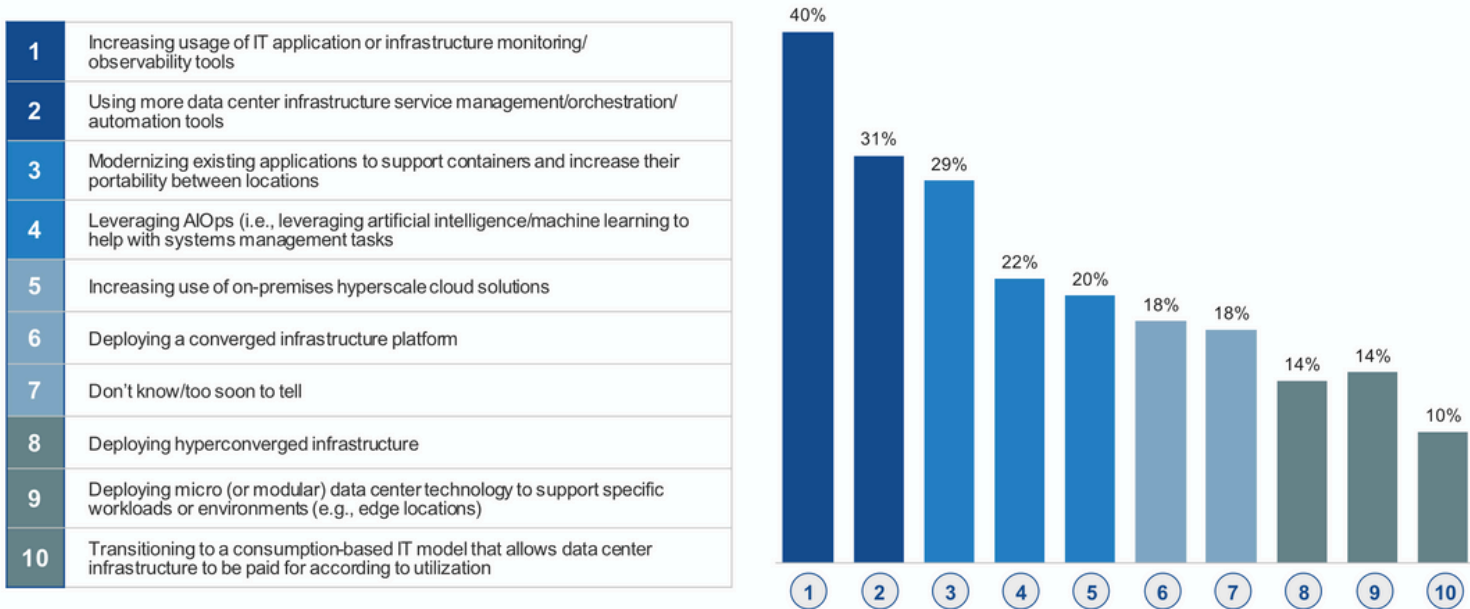 1
Increasing usage of IT application or infrastructure monitoring/
observability tools
2
Using more data center infrastructure service management/orchestration/
automation tools
3
Modernizing existing applications to support containers and increase their
portability between locations
4
Leveraging AIOps (i.e., leveraging artificial intelligence/machine learning to
help with systems management tasks
5
Increasing use of on-premises hyperscale cloud solutions
6
Deploying a converged infrastructure platform
7
Don't know/too soon to tell
8
Deploying hyperconverged infrastructure
9
Deploying micro (or modular) data center technology to support specific
workloads or environments (e.g., edge locations)
10
Transitioning to a consumption-based IT model that allows data center
infrastructure to be paid for according to utilization
40%
31%
29%
22%
20%
18%
18%
14%
14%
10%
1 2 3 4 5 6 7 8 9 10